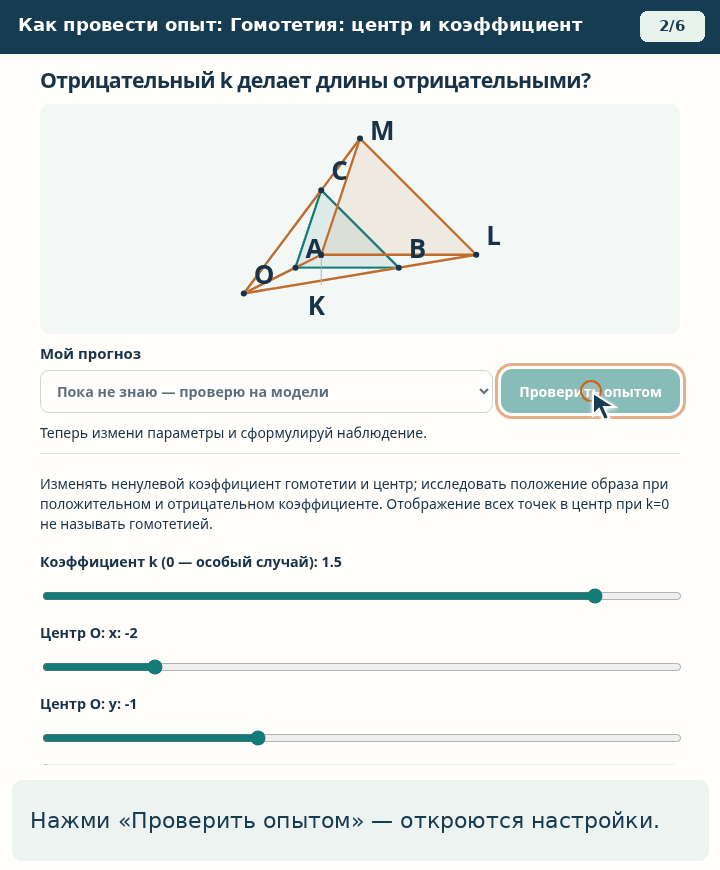 Как провести опыт: Гомотетия: центр и коэффициент
2/6
Отрицательный k делает длины отрицательными?
M
C
L
A
B
O
K
Мой прогноз
Пока не знаю — проверю на модели
Проверить опытом
Теперь измени параметры и сформулируй наблюдение.
Изменять ненулевой коэффициент гомотетии и центр; исследовать положение образа при
положительном и отрицательном коэффициенте. Отображение всех точек в центр при k=0
не называть гомотетией.
Коэффициент k (0 — особый случай): 1.5
Центр O: x: -2
Центр O: y: -1
Нажми «Проверить опытом» — откроются настройки.